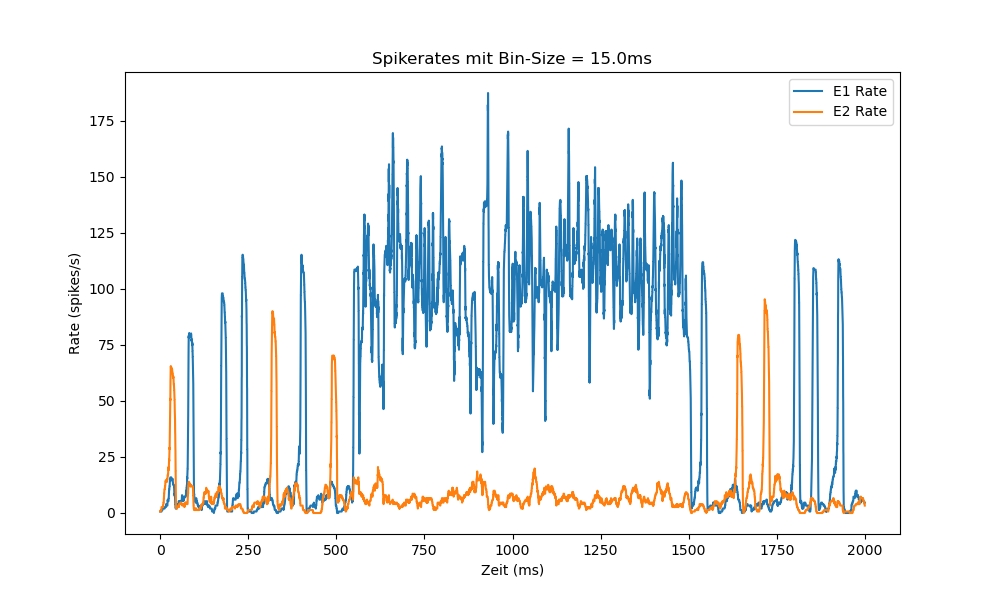 Spikerates mit Bin-Size = 15.0ms
E1 Rate
E2 Rate
Rate (spikes/s)
175
150
125
100
75
50
25
0
0 250 500 750 1000 1250 1500 1750 2000
Zeit (ms)